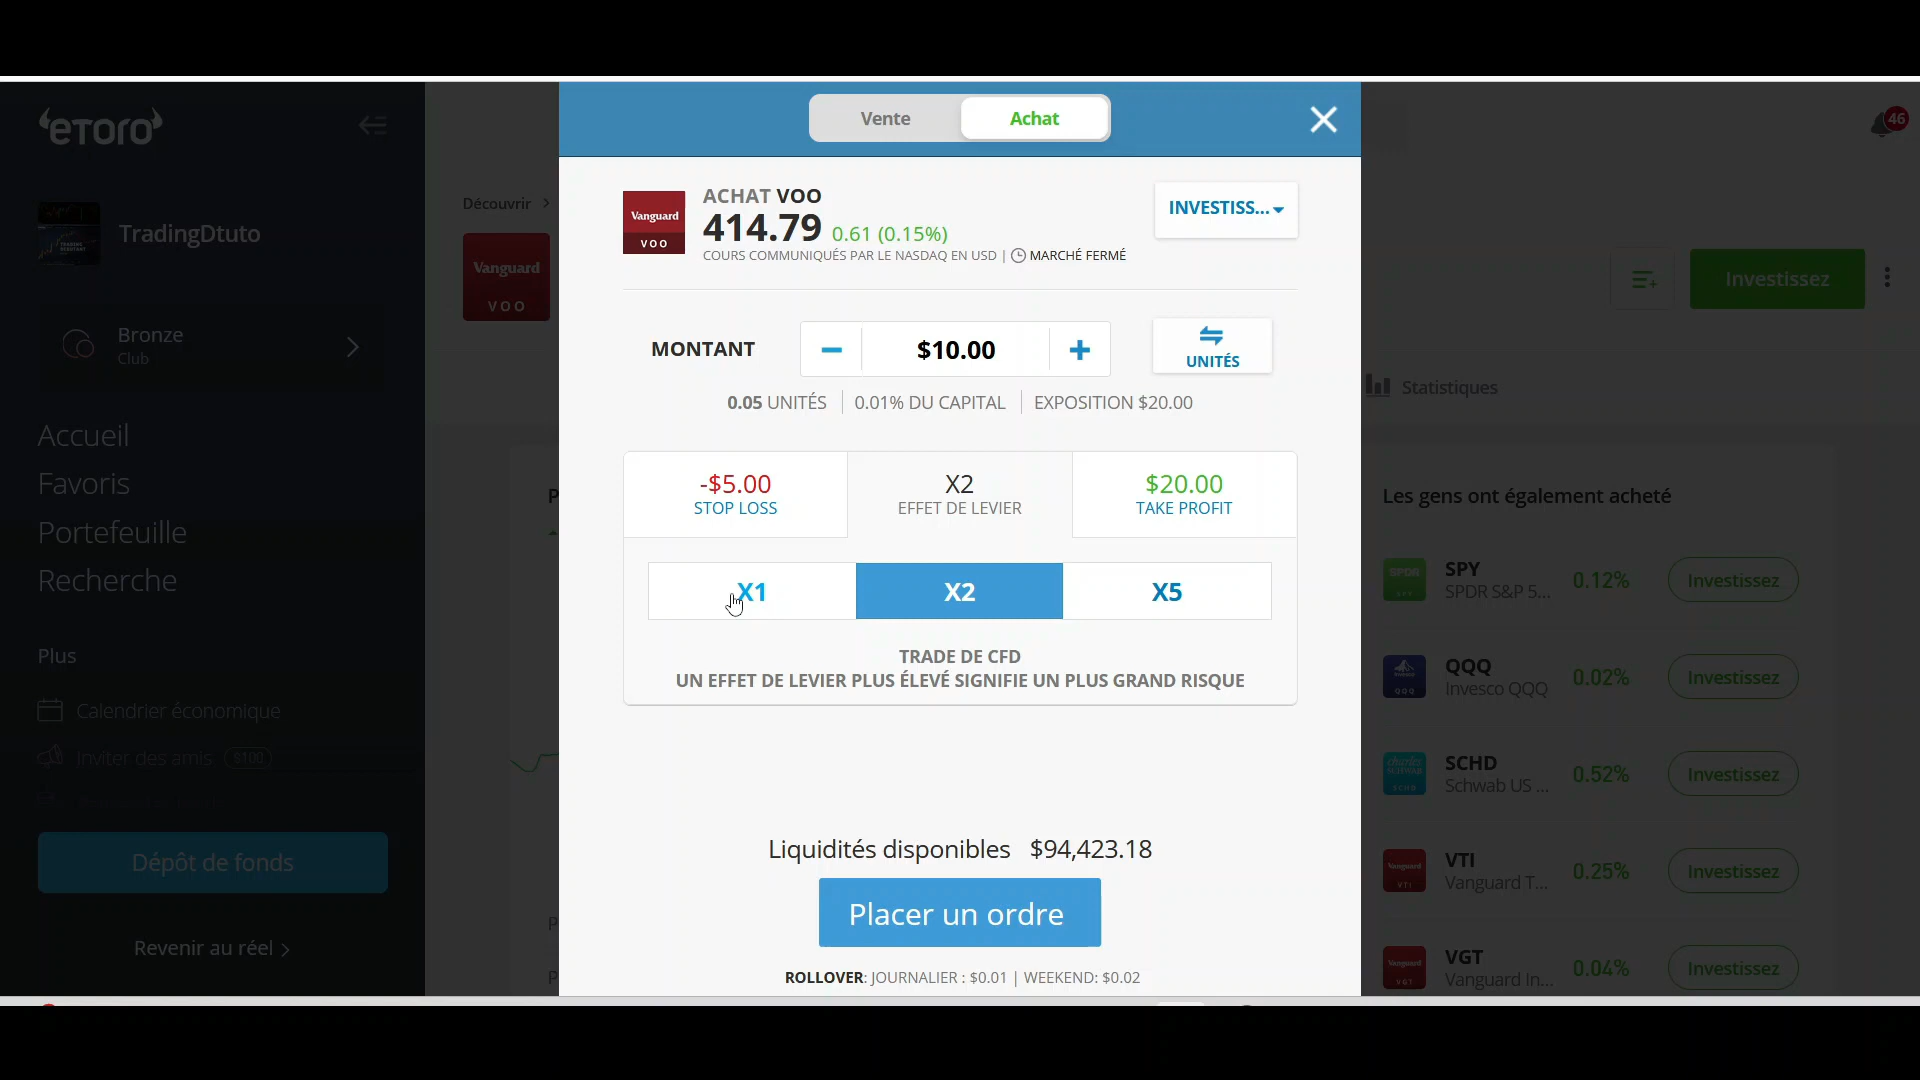 Vente
Achat
46
eTORO
Découvrir >
ACHAT VOO
Vanguard
VOO
414.79 0.61 (0.15%)
COURS COMMUNIQUÉS PAR LE NASDAQ EN USD | MARCHÉ FERMÉ
INVESTISS...
TradingDtuto
Vanguard
VOO
Investissez
Bronze
Club
MONTANT
$10.00
UNITÉS
0.05 UNITÉS
0.01% DU CAPITAL
EXPOSITION $20.00
Statistiques
Accueil
Favoris
Portefeuille
Recherche
-$5.00
STOP LOSS
X2
EFFET DE LEVIER
$20.00
TAKE PROFIT
X1
X2
X5
TRADE DE CFD
UN EFFET DE LEVIER PLUS ÉLEVÉ SIGNIFIE UN PLUS GRAND RISQUE
Les gens ont également acheté
SPY
SPDR S&P 5...
0.12%
Investissez
QQQ
Invesco QQQ
0.02%
Investissez
SCHD
Schwab US ...
0.52%
Investissez
VTI
Vanguard T...
0.25%
Investissez
VGT
Vanguard In...
0.04%
Investissez
Plus
Calendrier économique
Inviter des amis $100
Dépôt de fonds
Revenir au réel >
Liquidités disponibles $94,423.18
Placer un ordre
ROLLOVER: JOURNALIER : $0.01 | WEEKEND: $0.02